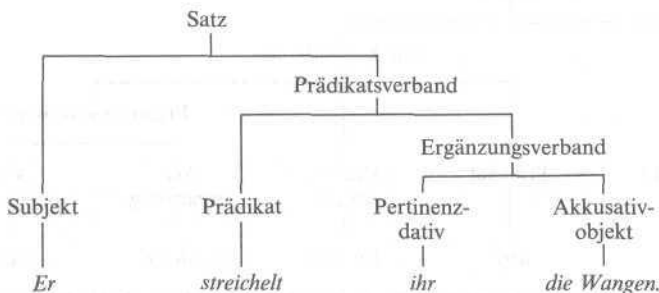 Satz
Prädikatsverband
Ergänzungsverband
Subjekt Prädikat Pertinenz- Akkusativ-
dativ objekt
Er streichelt ihr die Wangen.